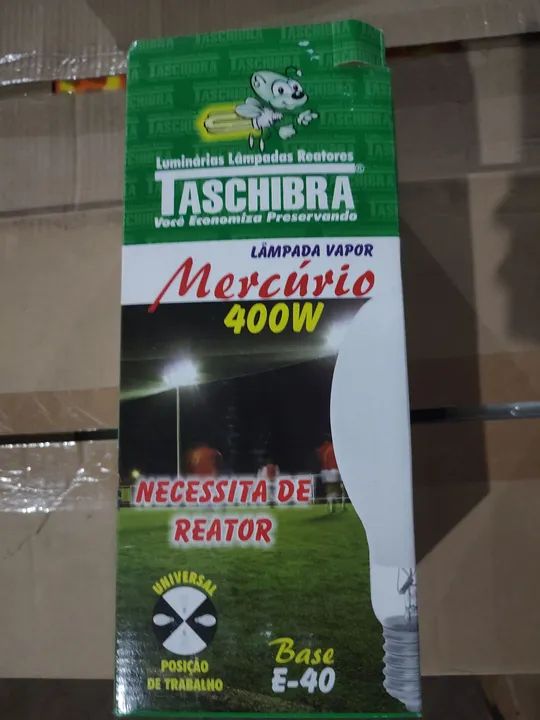 Luminárias Lâmpadas Reatores
TASCHIBRA®
Você Economiza Preservando
LÂMPADA VAPOR
Mercúrio
400W
NECESSITA DE
REATOR
UNIVERSAL
POSIÇÃO
DE TRABALHO
Base
E-40